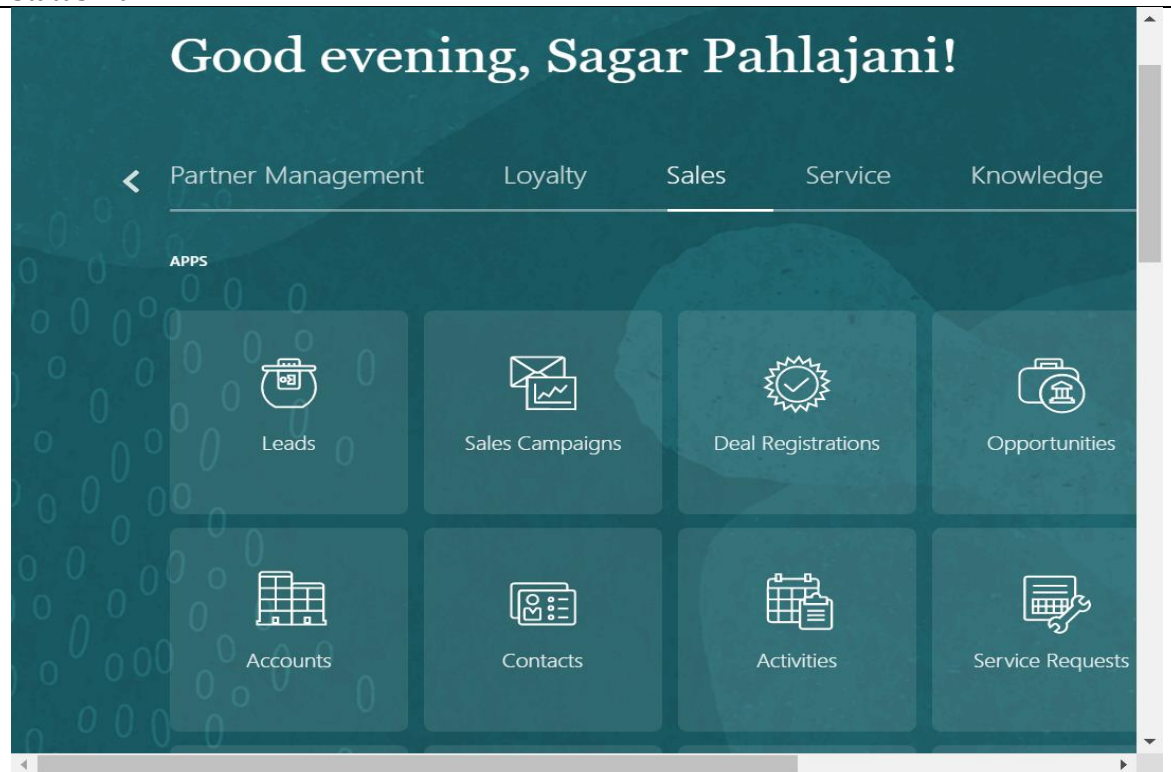 Good evening, Sagar Pahlajani!
Partner Management Loyalty Sales Service Knowledge
APPS
Leads Sales Campaigns Deal Registrations Opportunities
Accounts Contacts Activities Service Requests